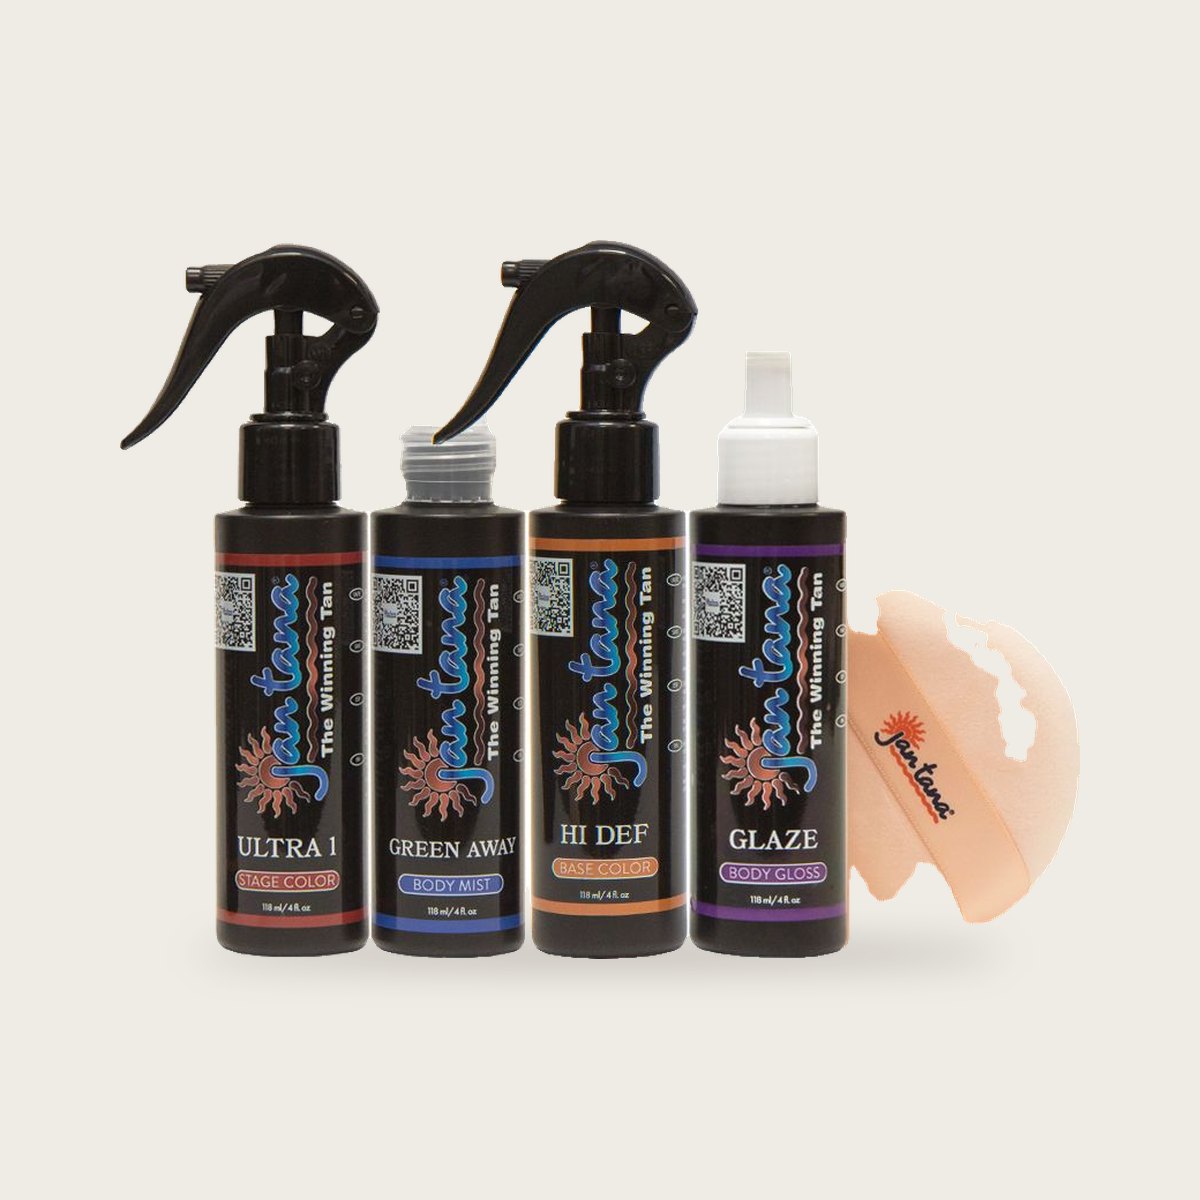 Jan tana®
The Winning Tan
ULTRA 1
STAGE COLOR
118 ml/4 fl. oz
Jan tana®
The Winning Tan
GREEN AWAY
BODY MIST
118 ml/4 fl. oz
Jan tana®
The Winning Tan
HI DEF
BASE COLOR
118 ml/4 fl. oz
Jan tana®
The Winning Tan
GLAZE
BODY GLOSS
118 ml/4 fl. oz
Jan tana®